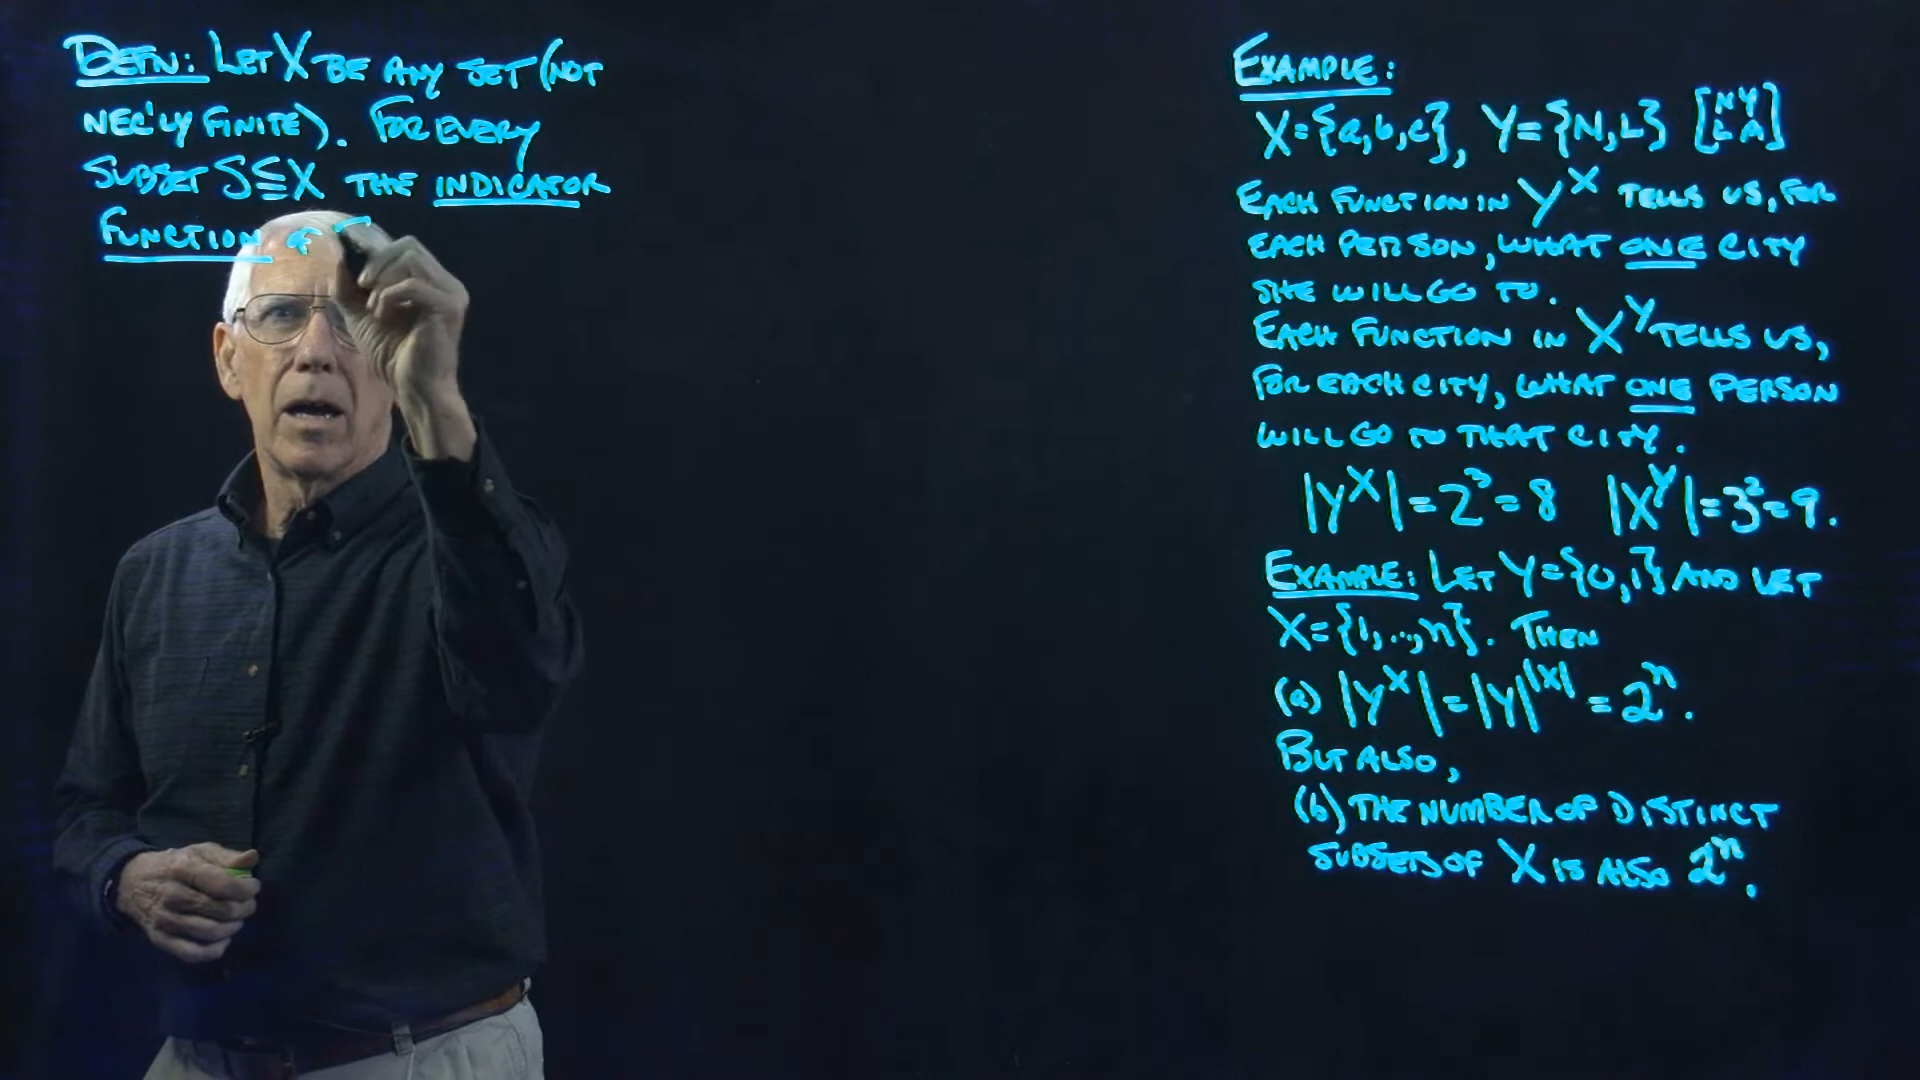 DEFN: LET X BE ANY SET (NOT
NEC'LY FINITE). FOR EVERY
SUBSET S⊆X THE INDICATOR
FUNCTION OF
EXAMPLE:
X={a,b,c}, Y={N,L} [NY
LA]
EACH FUNCTION IN Y^X TELLS US, FOR
EACH PERSON, WHAT ONE CITY
SHE WILL GO TO.
EACH FUNCTION IN X^Y TELLS US,
FOR EACH CITY, WHAT ONE PERSON
WILL GO TO THAT CITY.
|Y^X|=2^3=8 |X^Y|=3^2=9.
EXAMPLE: LET Y={0,1} AND LET
X={1,..,n}. THEN
(a) |Y^X|=|Y|^|X|=2^n.
BUT ALSO,
(b) THE NUMBER OF DISTINCT
SUBSETS OF X IS ALSO 2^n.